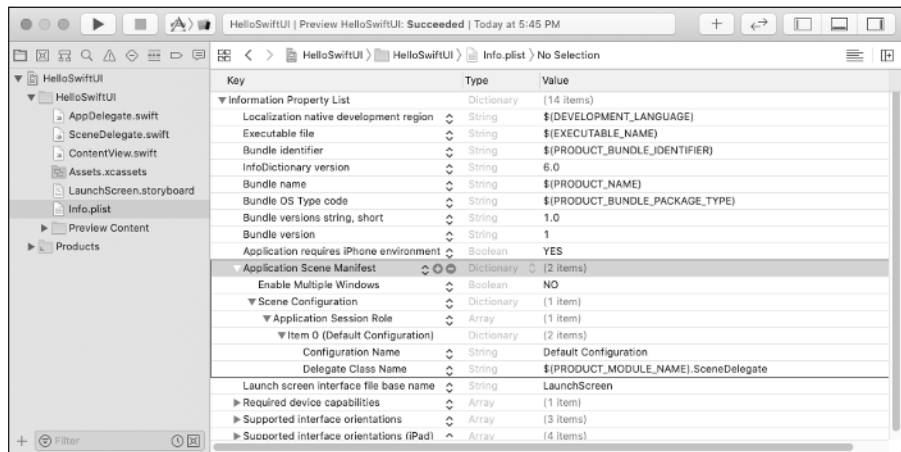 HelloSwiftUI | Preview HelloSwiftUI: Succeeded | Today at 5:45 PM
HelloSwiftUI HelloSwiftUI Info.plist No Selection
HelloSwiftUI
HelloSwiftUI
AppDelegate.swift
SceneDelegate.swift
ContentView.swift
Assets.xcassets
LaunchScreen.storyboard
Info.plist
Preview Content
Products
Filter
Key Type Value
Information Property List Dictionary (14 items)
Localization native development region String $(DEVELOPMENT_LANGUAGE)
Executable file String $(EXECUTABLE_NAME)
Bundle identifier String $(PRODUCT_BUNDLE_IDENTIFIER)
InfoDictionary version String 6.0
Bundle name String $(PRODUCT_NAME)
Bundle OS Type code String $(PRODUCT_BUNDLE_PACKAGE_TYPE)
Bundle versions string, short String 1.0
Bundle version String 1
Application requires iPhone environment Boolean YES
Application Scene Manifest Dictionary (2 items)
Enable Multiple Windows Boolean NO
Scene Configuration Dictionary (1 item)
Application Session Role Array (1 item)
Item 0 (Default Configuration) Dictionary (2 items)
Configuration Name String Default Configuration
Delegate Class Name String $(PRODUCT_MODULE_NAME).SceneDelegate
Launch screen interface file base name String LaunchScreen
Required device capabilities Array (1 item)
Supported interface orientations Array (3 items)
Supported interface orientations (iPad) Array (4 items)